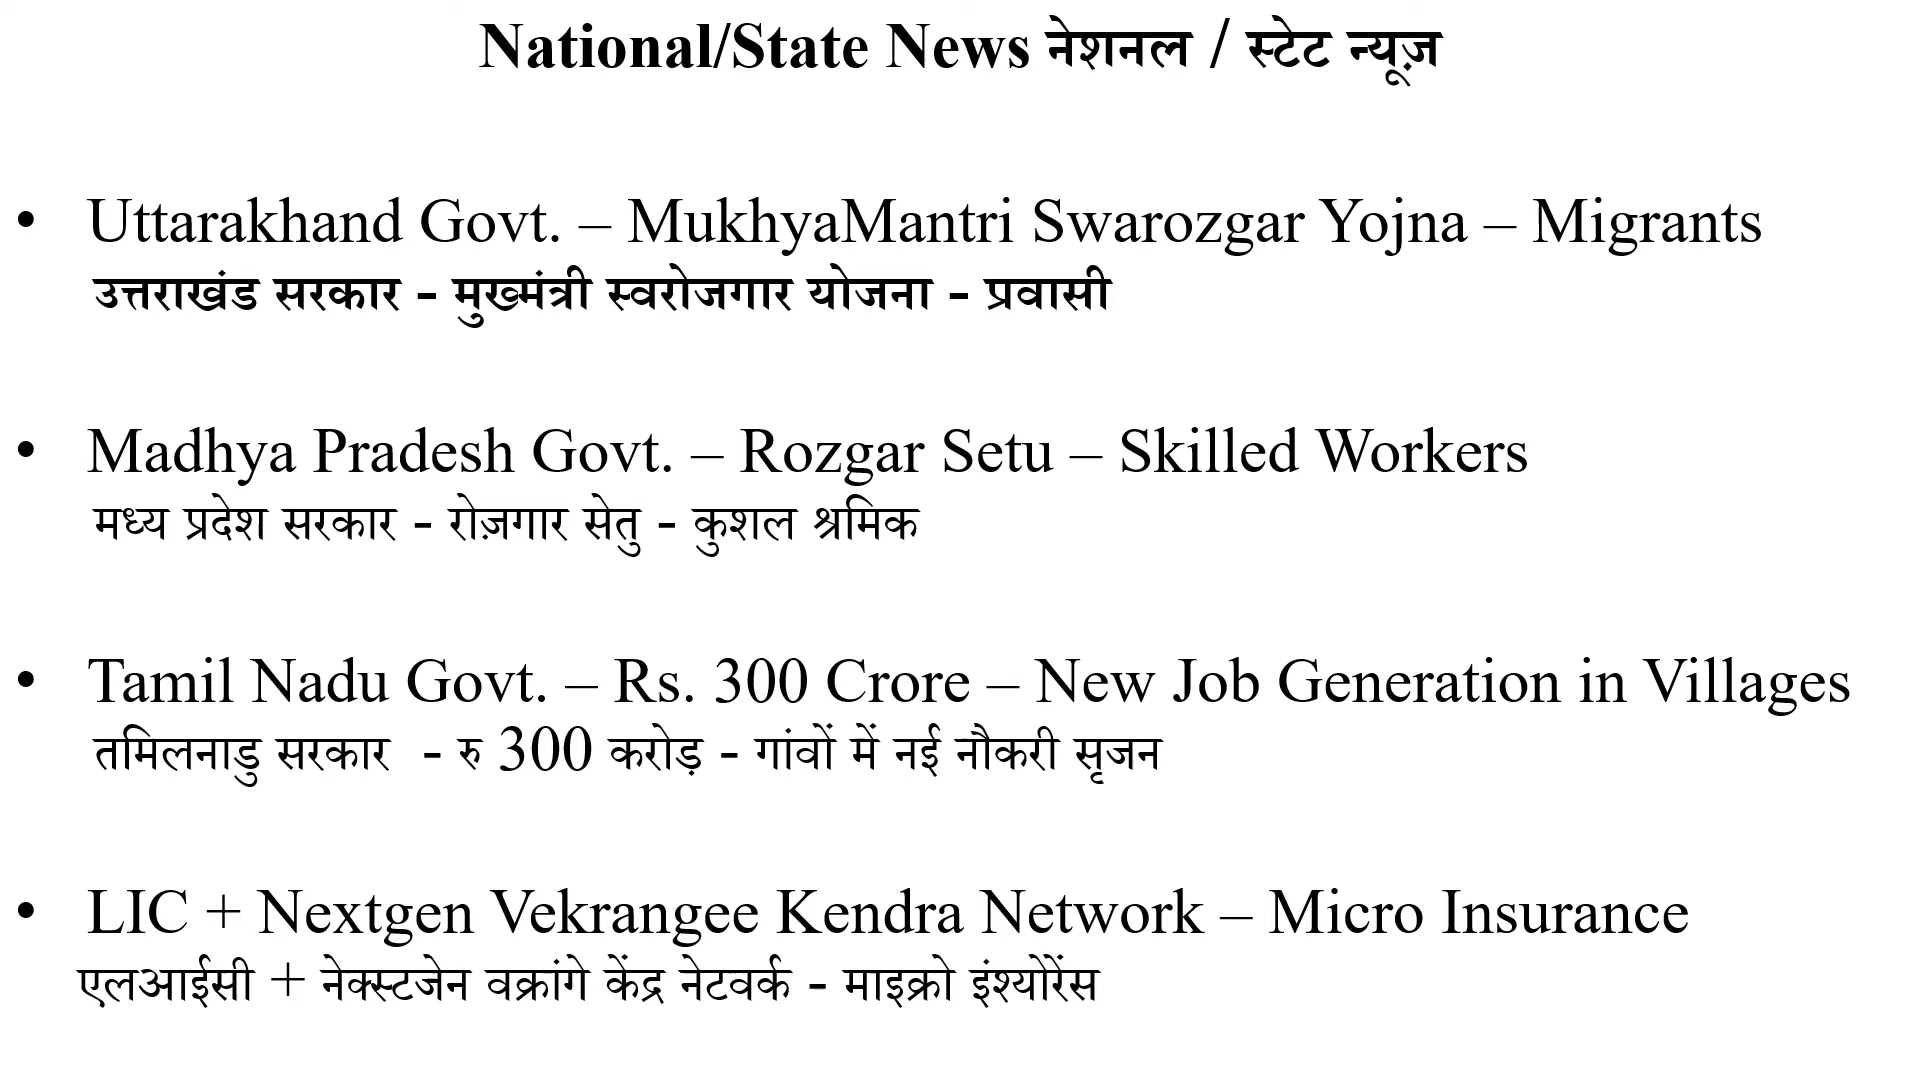 National/State News नेशनल / स्टेट न्यूज़
• Uttarakhand Govt. – MukhyaMantri Swarozgar Yojna – Migrants
उत्तराखंड सरकार - मुख्मंत्री स्वरोजगार योजना - प्रवासी
• Madhya Pradesh Govt. – Rozgar Setu – Skilled Workers
मध्य प्रदेश सरकार - रोज़गार सेतु - कुशल श्रमिक
• Tamil Nadu Govt. – Rs. 300 Crore – New Job Generation in Villages
तमिलनाडु सरकार - रु 300 करोड़ - गांवों में नई नौकरी सृजन
• LIC + Nextgen Vekrangee Kendra Network – Micro Insurance
एलआईसी + नेक्स्टजेन वक्रांगे केंद्र नेटवर्क - माइक्रो इंश्योरेंस